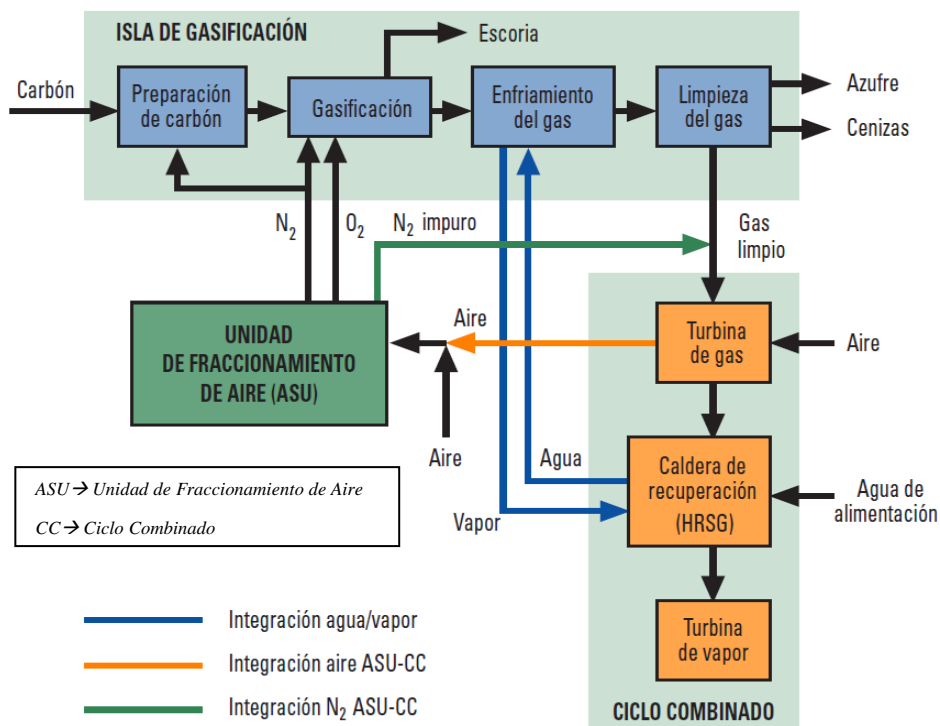 ISLA DE GASIFICACIÓN
Escoria
Carbón
Preparación
de carbón
Gasificación
Enfriamiento
del gas
Limpieza
del gas
Azufre
Cenizas
N₂
O₂
N₂ impuro
Gas
limpio
UNIDAD
DE FRACCIONAMIENTO
DE AIRE (ASU)
Aire
Turbina
de gas
Aire
Aire
Agua
Vapor
Caldera de
recuperación
(HRSG)
Agua de
alimentación
ASU→ Unidad de Fraccionamiento de Aire
CC→ Ciclo Combinado
Integración agua/vapor
Integración aire ASU-CC
Integración N₂ ASU-CC
Turbina
de vapor
CICLO COMBINADO